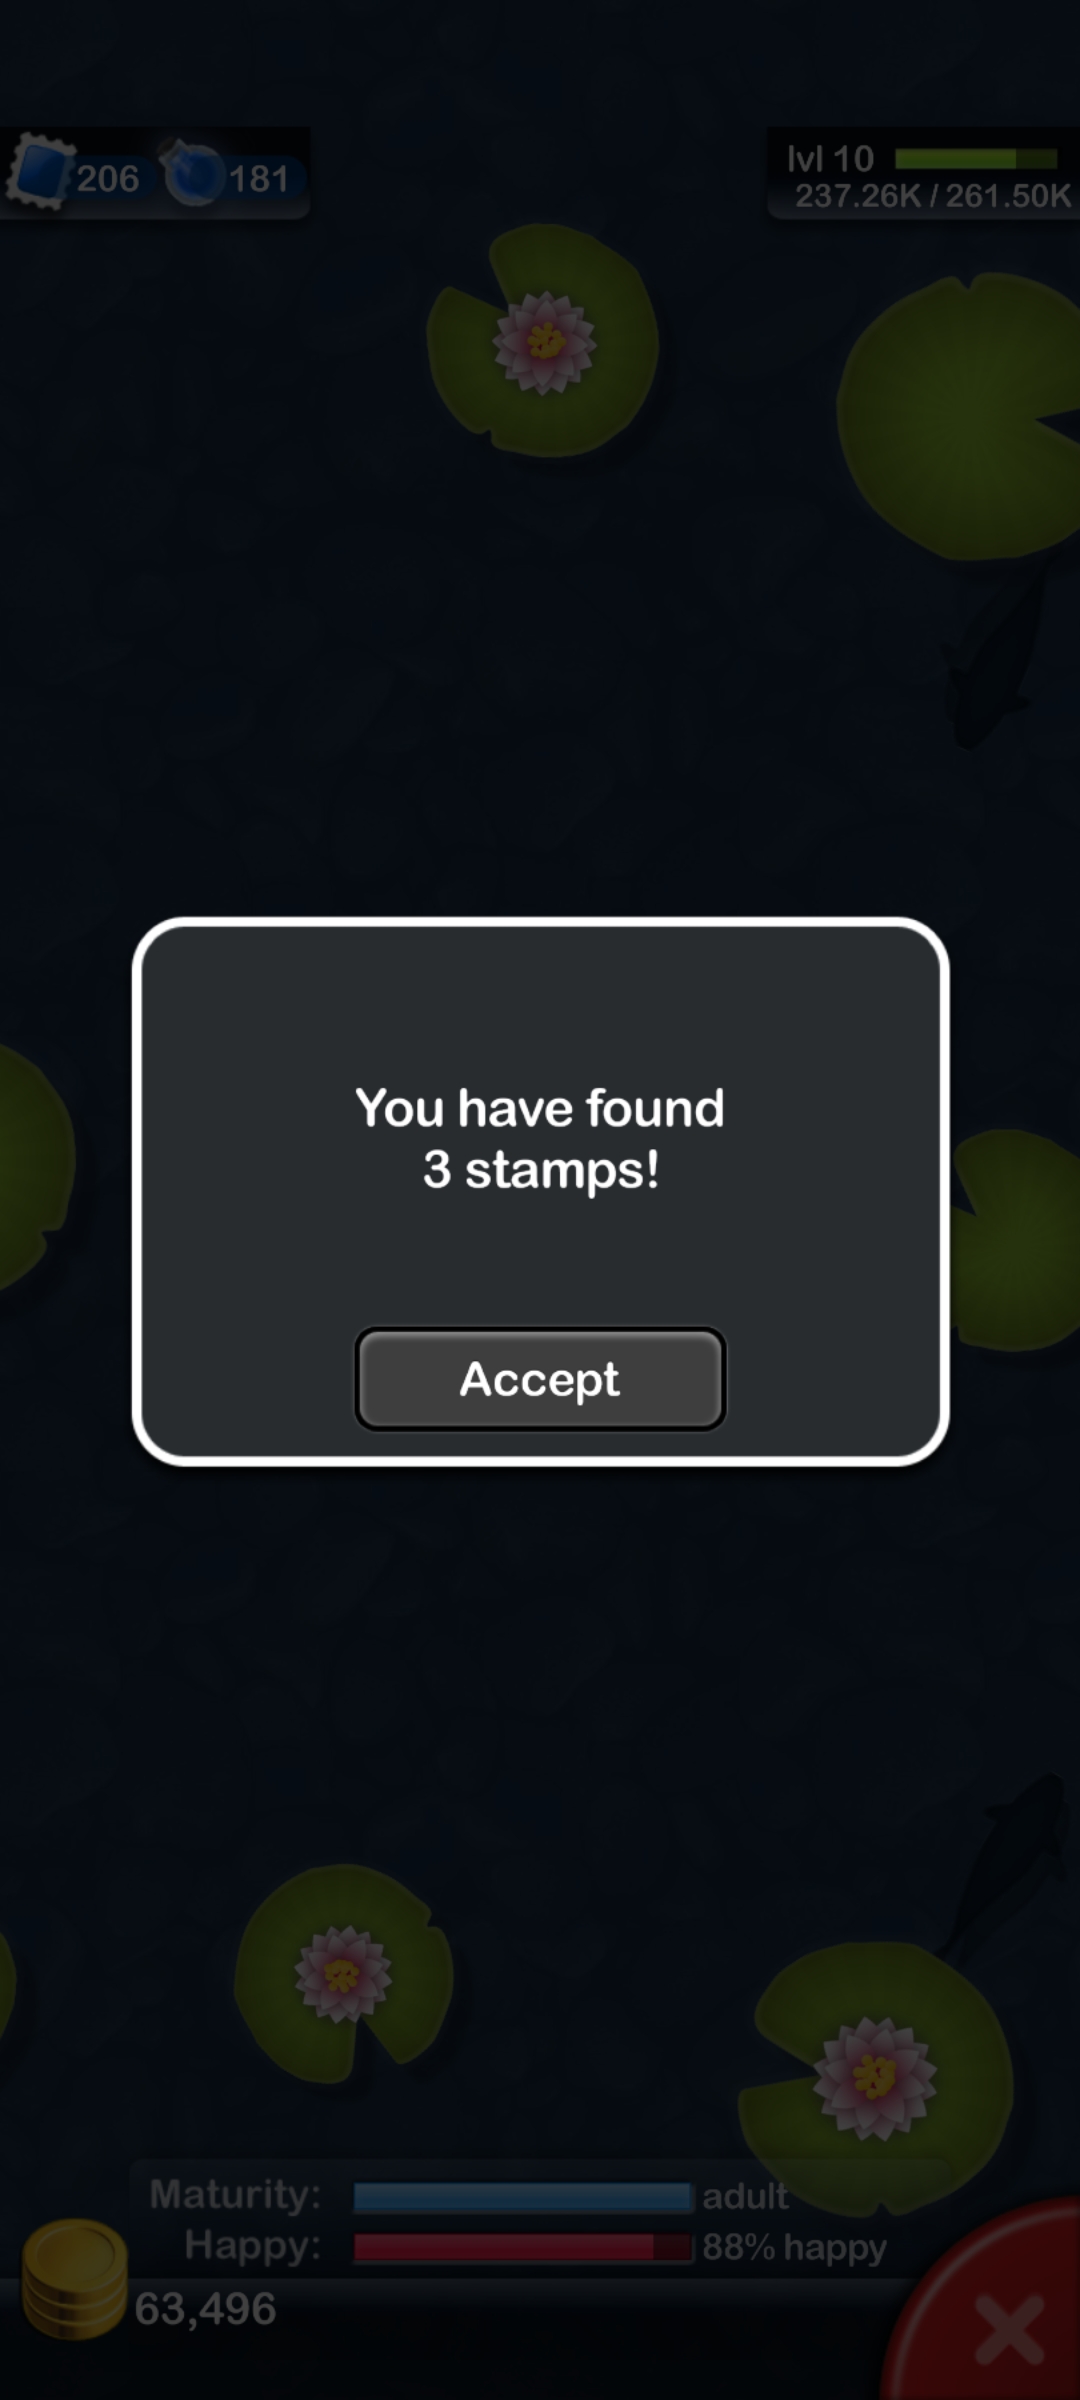 206 181
lvl 10
237.26K / 261.50K
You have found
3 stamps!
Accept
Maturity: adult
Happy: 88% happy
63,496